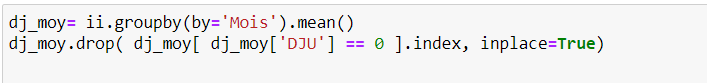 dj_moy= ii.groupby(by='Mois').mean()
dj_moy.drop( dj_moy[ dj_moy['DJU'] == 0 ].index, inplace=True)